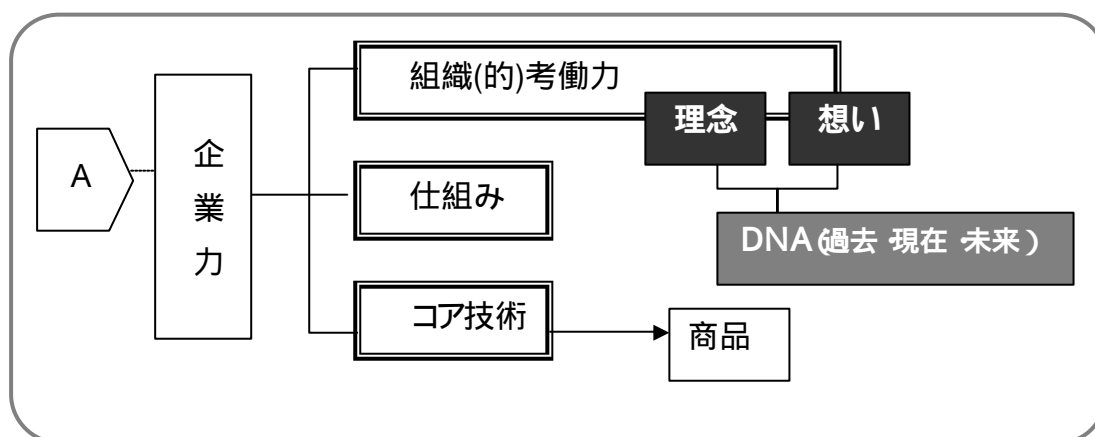 組織(的)考働力
理念
想い
A
企業力
仕組み
DNA(過去・現在・未来)
コア技術
商品